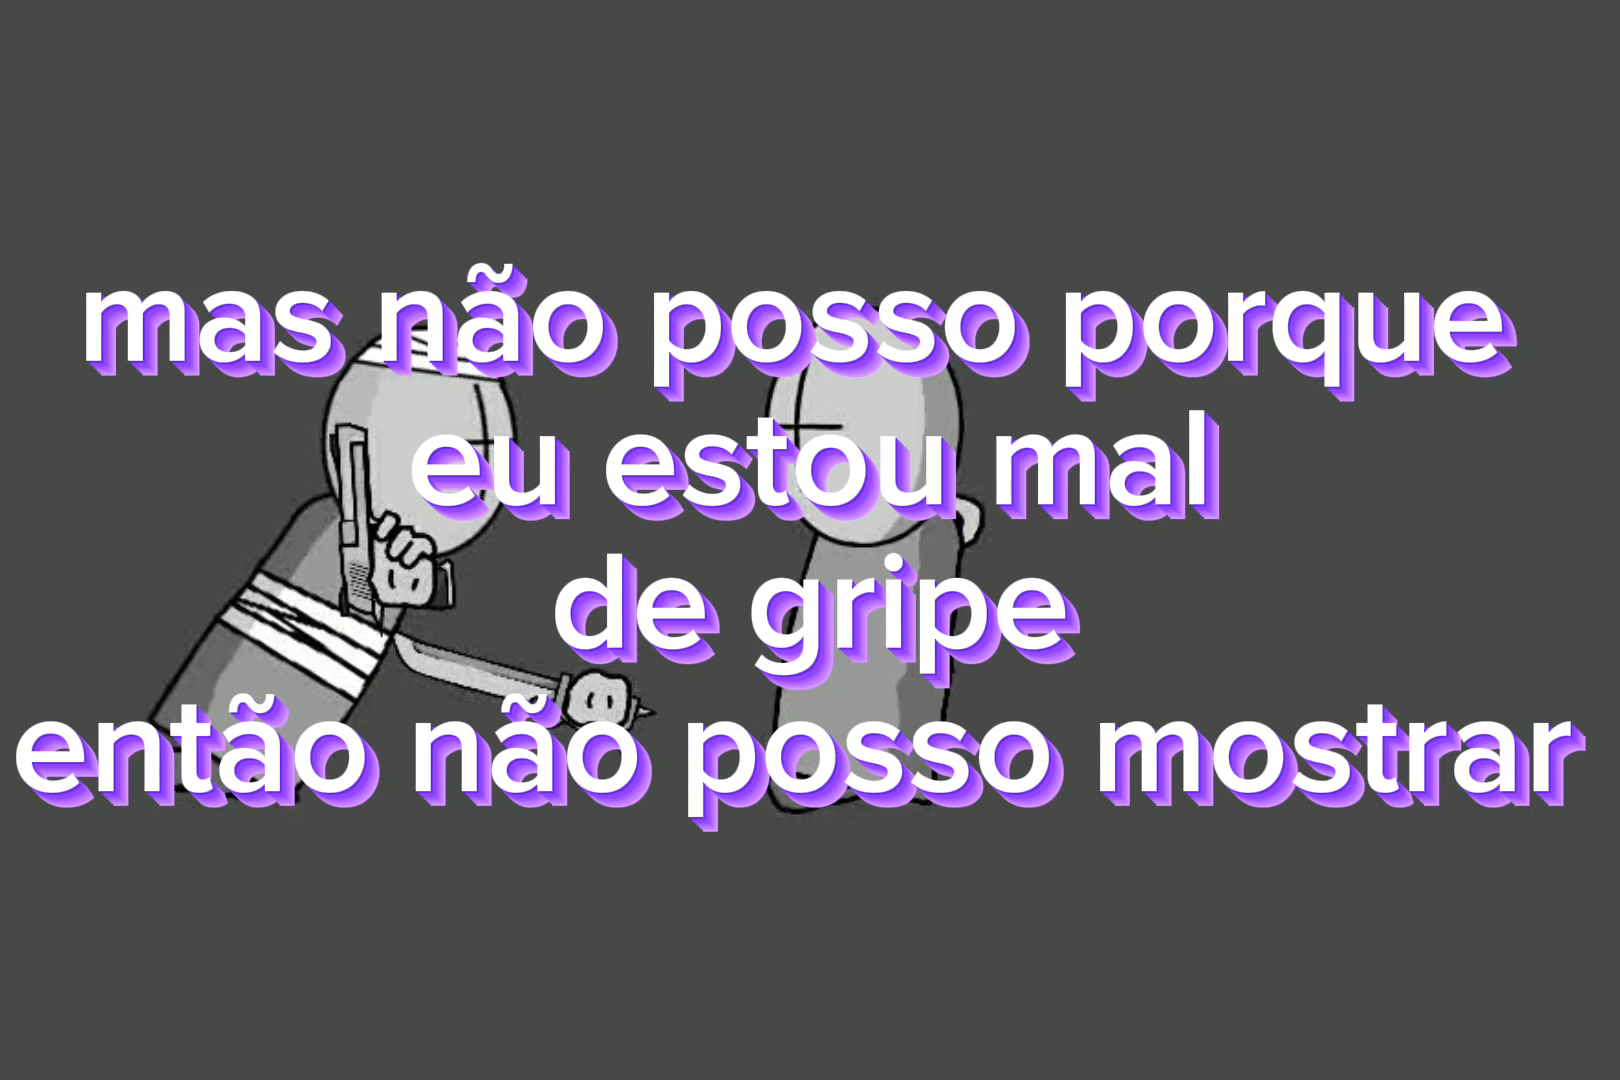 mas não posso porque
eu estou mal
de gripe
então não posso mostrar